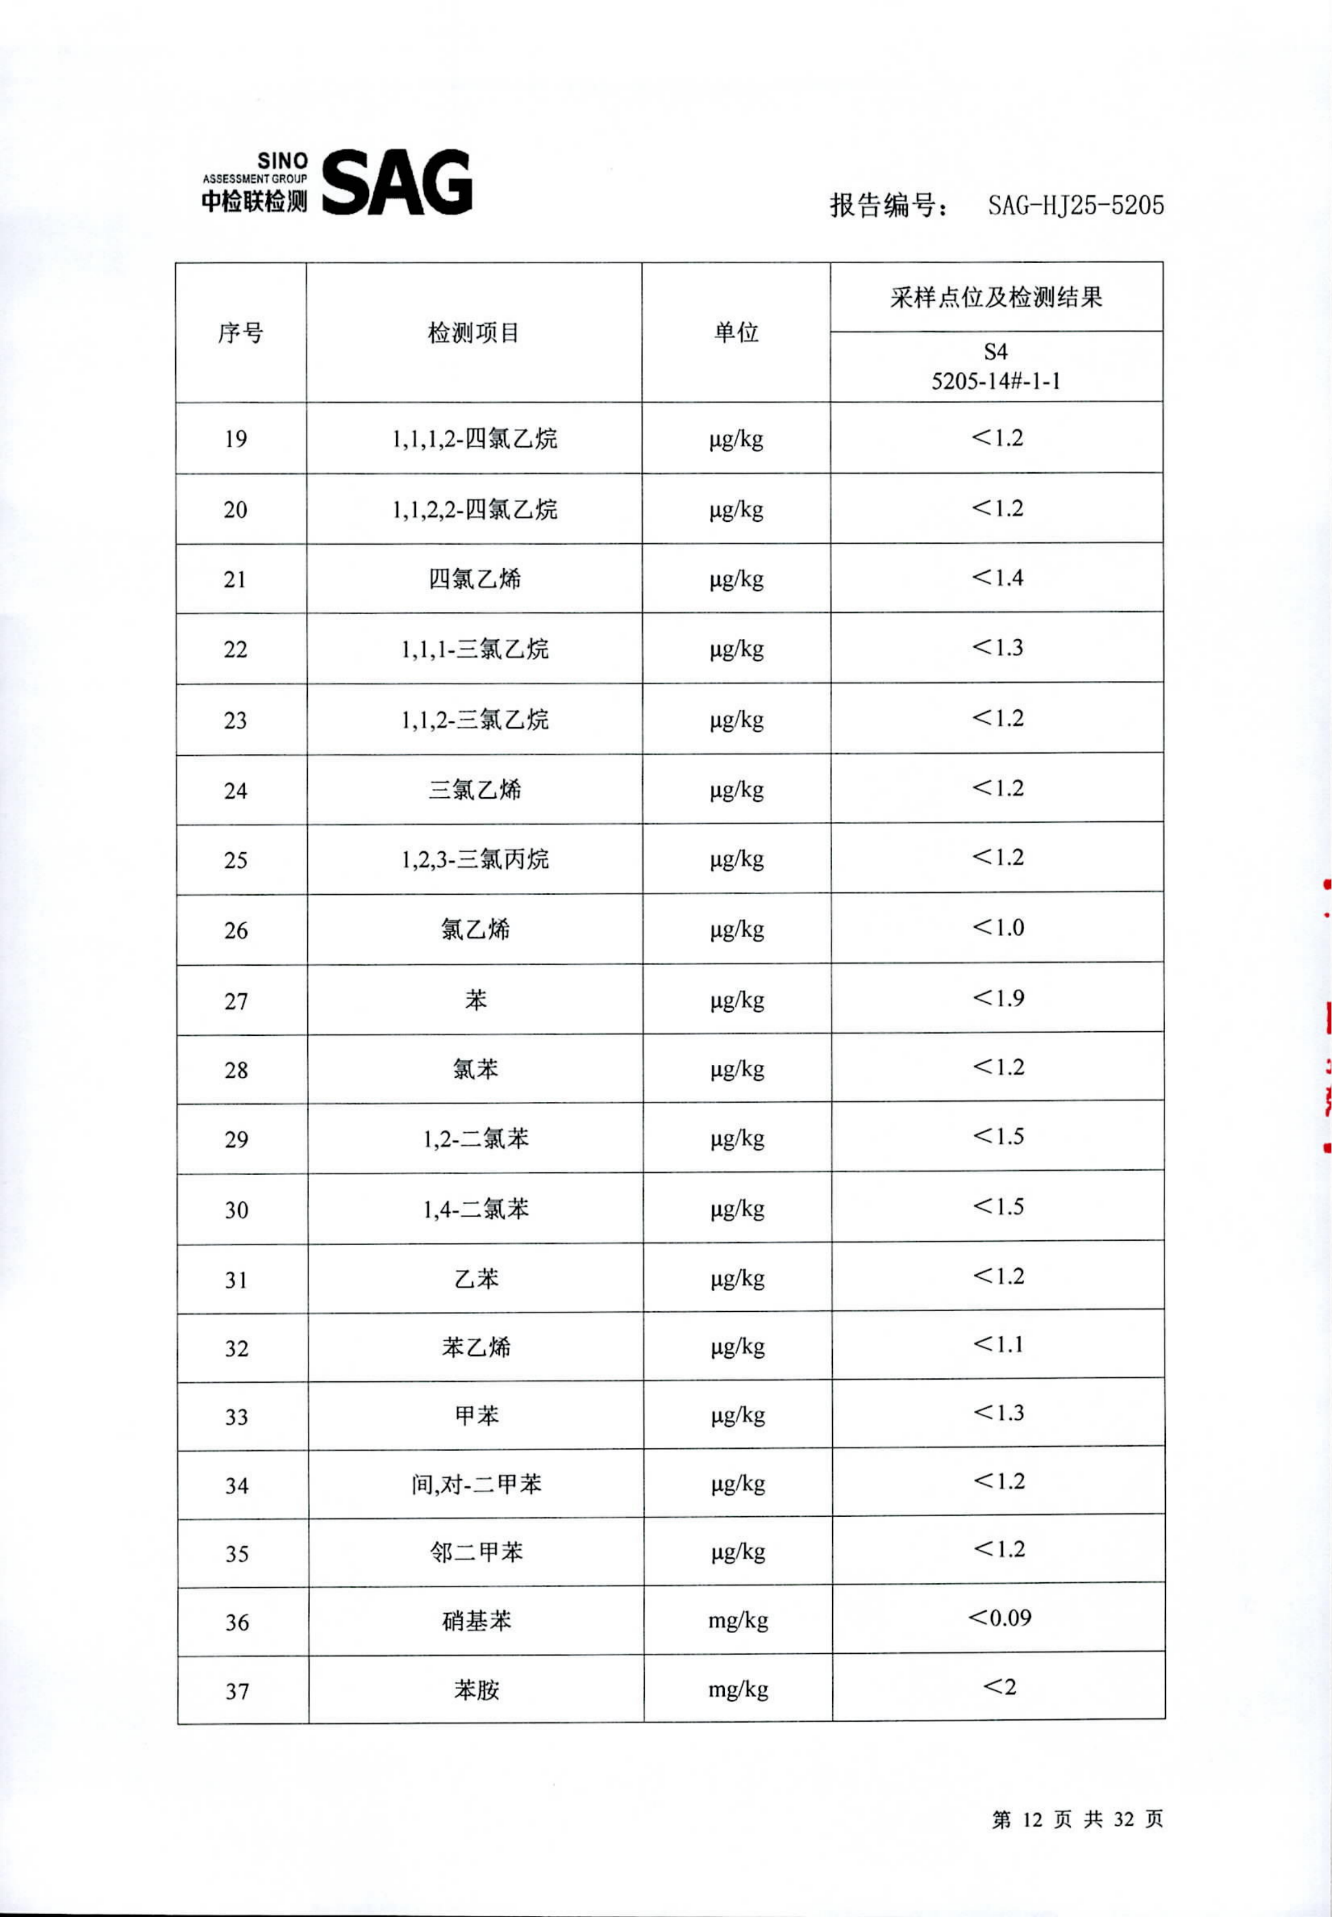 SINO
ASSESSMENT GROUP
中检联检测
SAG
报告编号： SAG-HJ25-5205
序号 检测项目 单位 采样点位及检测结果
S4
5205-14#-1-1
19 1,1,1,2-四氯乙烷 μg/kg ＜1.2
20 1,1,2,2-四氯乙烷 μg/kg ＜1.2
21 四氯乙烯 μg/kg ＜1.4
22 1,1,1-三氯乙烷 μg/kg ＜1.3
23 1,1,2-三氯乙烷 μg/kg ＜1.2
24 三氯乙烯 μg/kg ＜1.2
25 1,2,3-三氯丙烷 μg/kg ＜1.2
26 氯乙烯 μg/kg ＜1.0
27 苯 μg/kg ＜1.9
28 氯苯 μg/kg ＜1.2
29 1,2-二氯苯 μg/kg ＜1.5
30 1,4-二氯苯 μg/kg ＜1.5
31 乙苯 μg/kg ＜1.2
32 苯乙烯 μg/kg ＜1.1
33 甲苯 μg/kg ＜1.3
34 间,对-二甲苯 μg/kg ＜1.2
35 邻二甲苯 μg/kg ＜1.2
36 硝基苯 mg/kg ＜0.09
37 苯胺 mg/kg ＜2
第 12 页 共 32 页